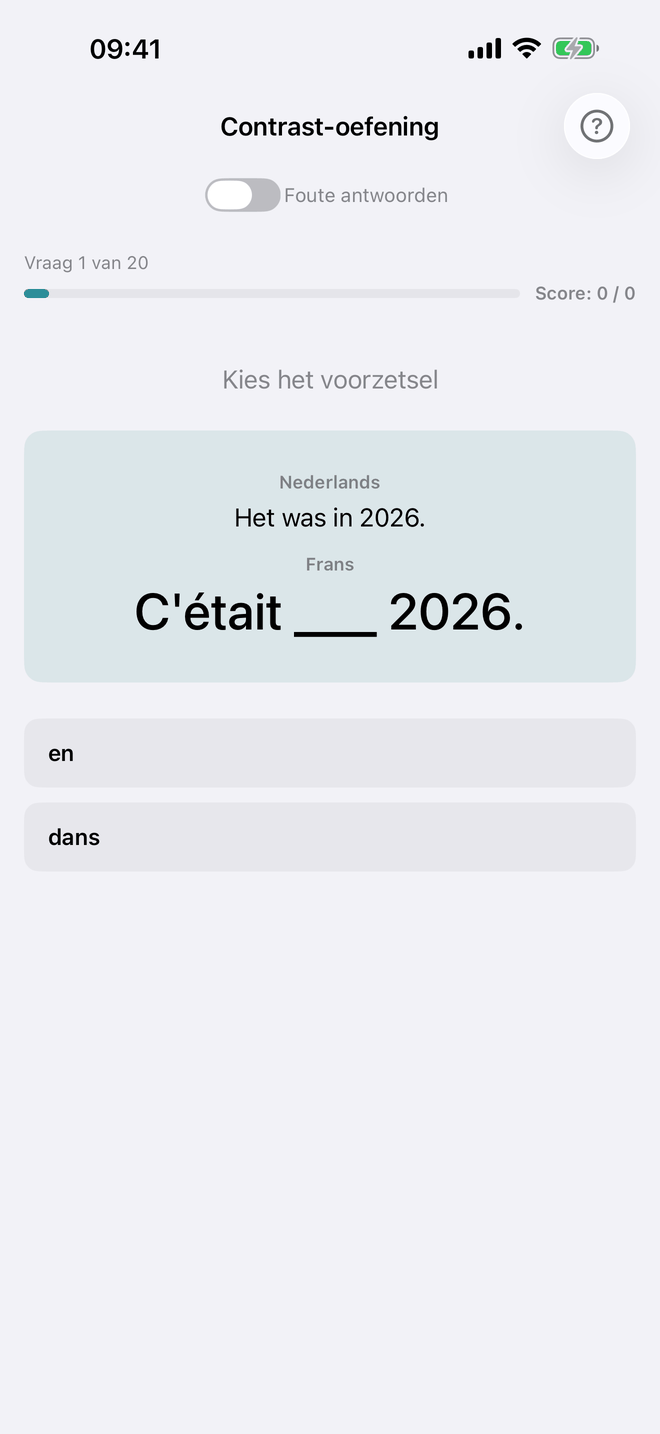 09:41
Contrast-oefening
?
Foute antwoorden
Vraag 1 van 20
Score: 0 / 0
Kies het voorzetsel
Nederlands
Het was in 2026.
Frans
C'était ___ 2026.
en
dans